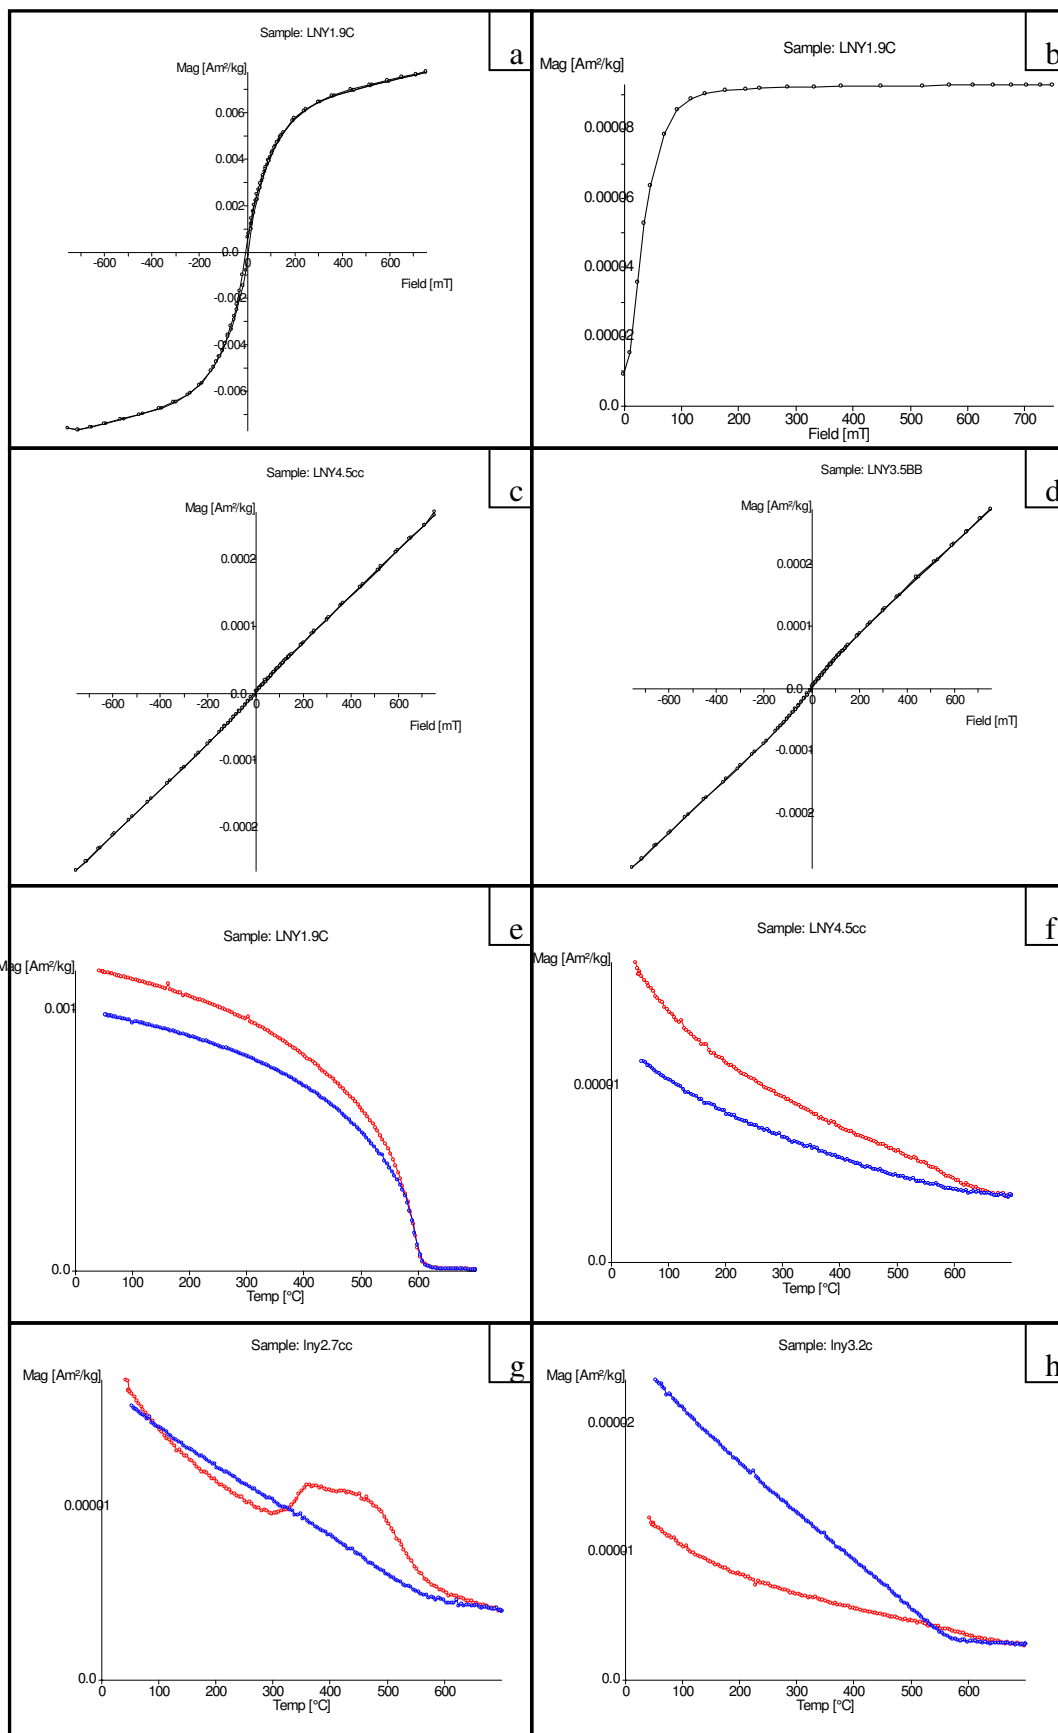 Sample: LNY1.9C
a
Mag [Am²/kg]
0.006
0.004
0.002
0.0
-600 -400 -200 0 200 400 600
Field [mT]
-0.002
-0.004
-0.006
Sample: LNY1.9C
b
Mag [Am²/kg]
0.00008
0.00006
0.00004
0.00002
0.0
0 100 200 300 400 500 600 700
Field [mT]
Sample: LNY4.5cc
c
Mag [Am²/kg]
0.0002
0.0001
0.0
-600 -400 -200 0 200 400 600
Field [mT]
-0.0001
-0.0002
Sample: LNY3.5BB
d
Mag [Am²/kg]
0.0002
0.0001
0.0
-600 -400 -200 0 200 400 600
Field [mT]
-0.0001
-0.0002
Sample: LNY1.9C
e
Mag [Am²/kg]
0.001
0.0
0 100 200 300 400 500 600
Temp [°C]
Sample: LNY4.5cc
f
Mag [Am²/kg]
0.00001
0.0
0 100 200 300 400 500 600
Temp [°C]
Sample: lny2.7cc
g
Mag [Am²/kg]
0.00001
0.0
0 100 200 300 400 500 600
Temp [°C]
Sample: lny3.2c
h
Mag [Am²/kg]
0.00002
0.00001
0.0
0 100 200 300 400 500 600
Temp [°C]